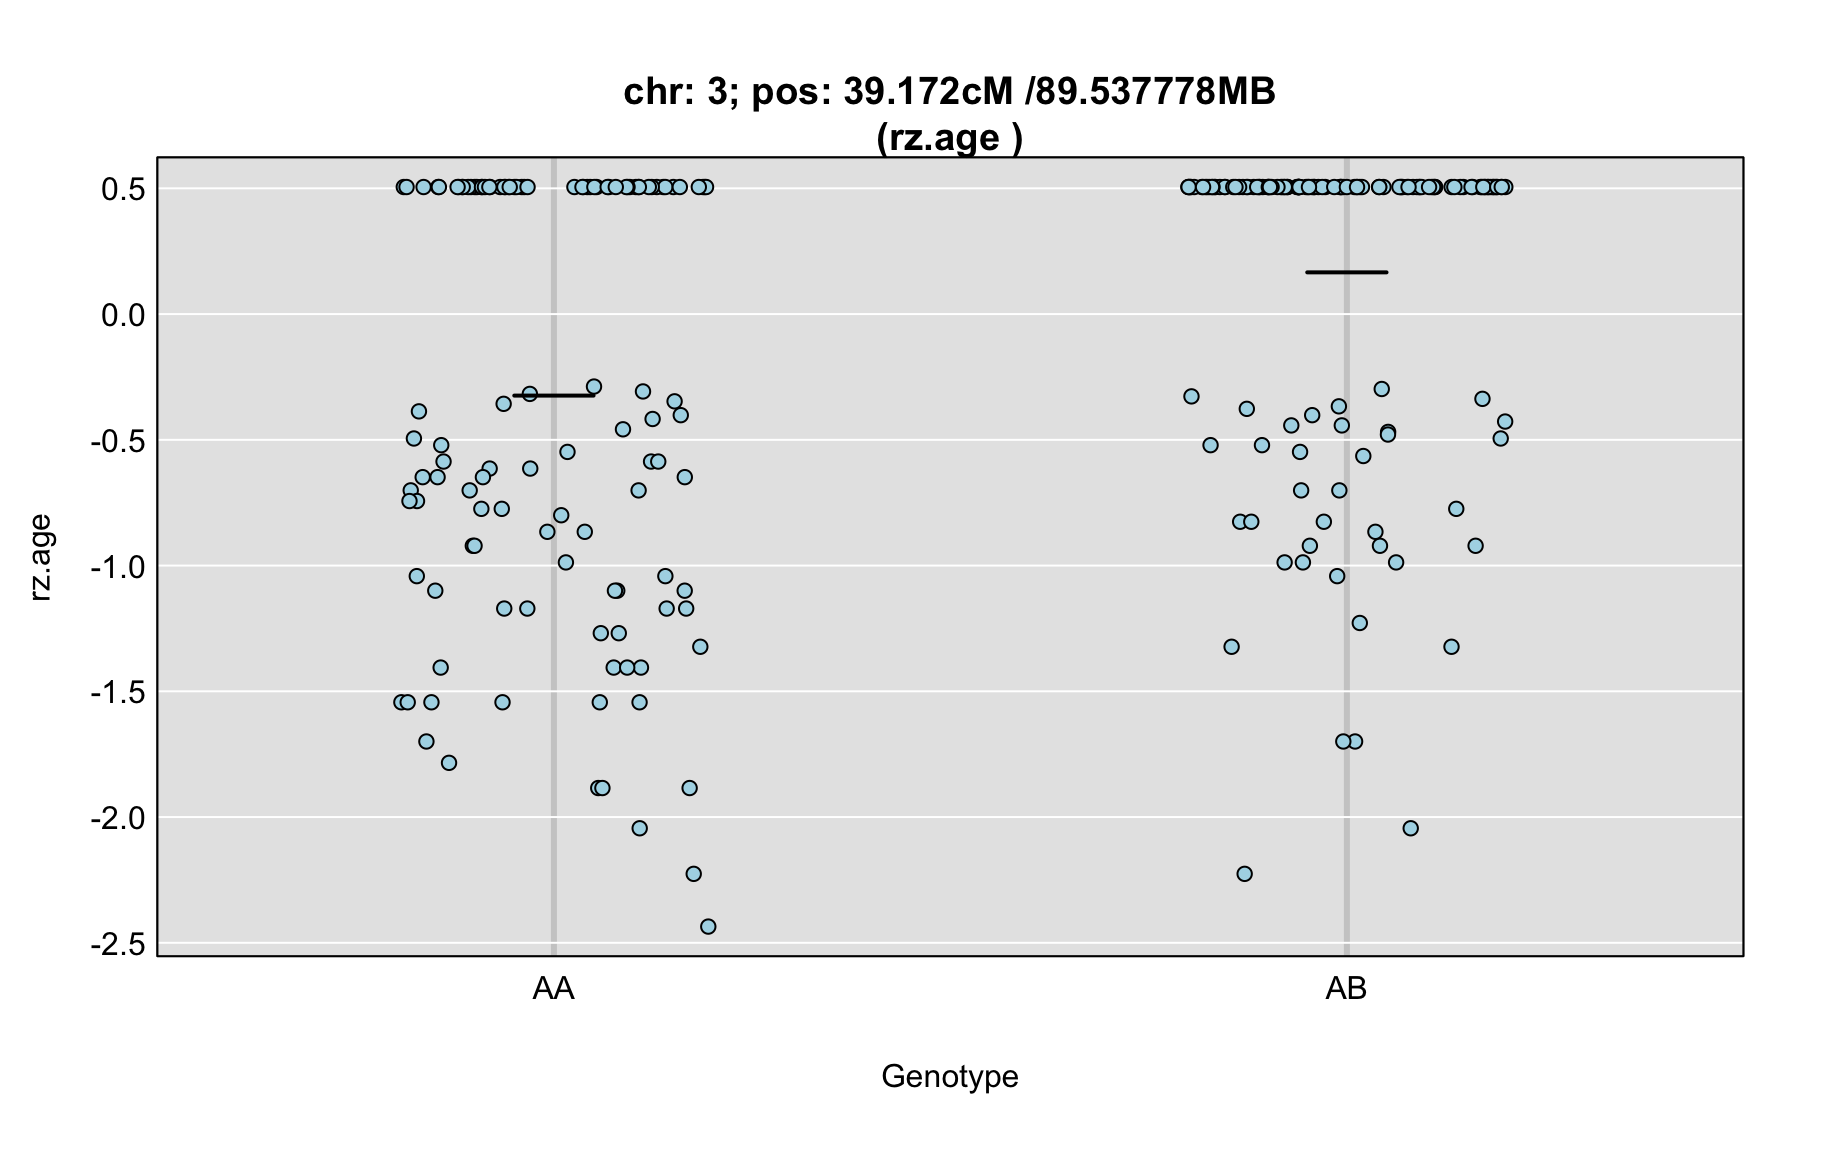 chr: 3; pos: 39.172cM /89.537778MB
(rz.age )
rz.age
0.5
0.0
-0.5
-1.0
-1.5
-2.0
-2.5
AA
AB
Genotype